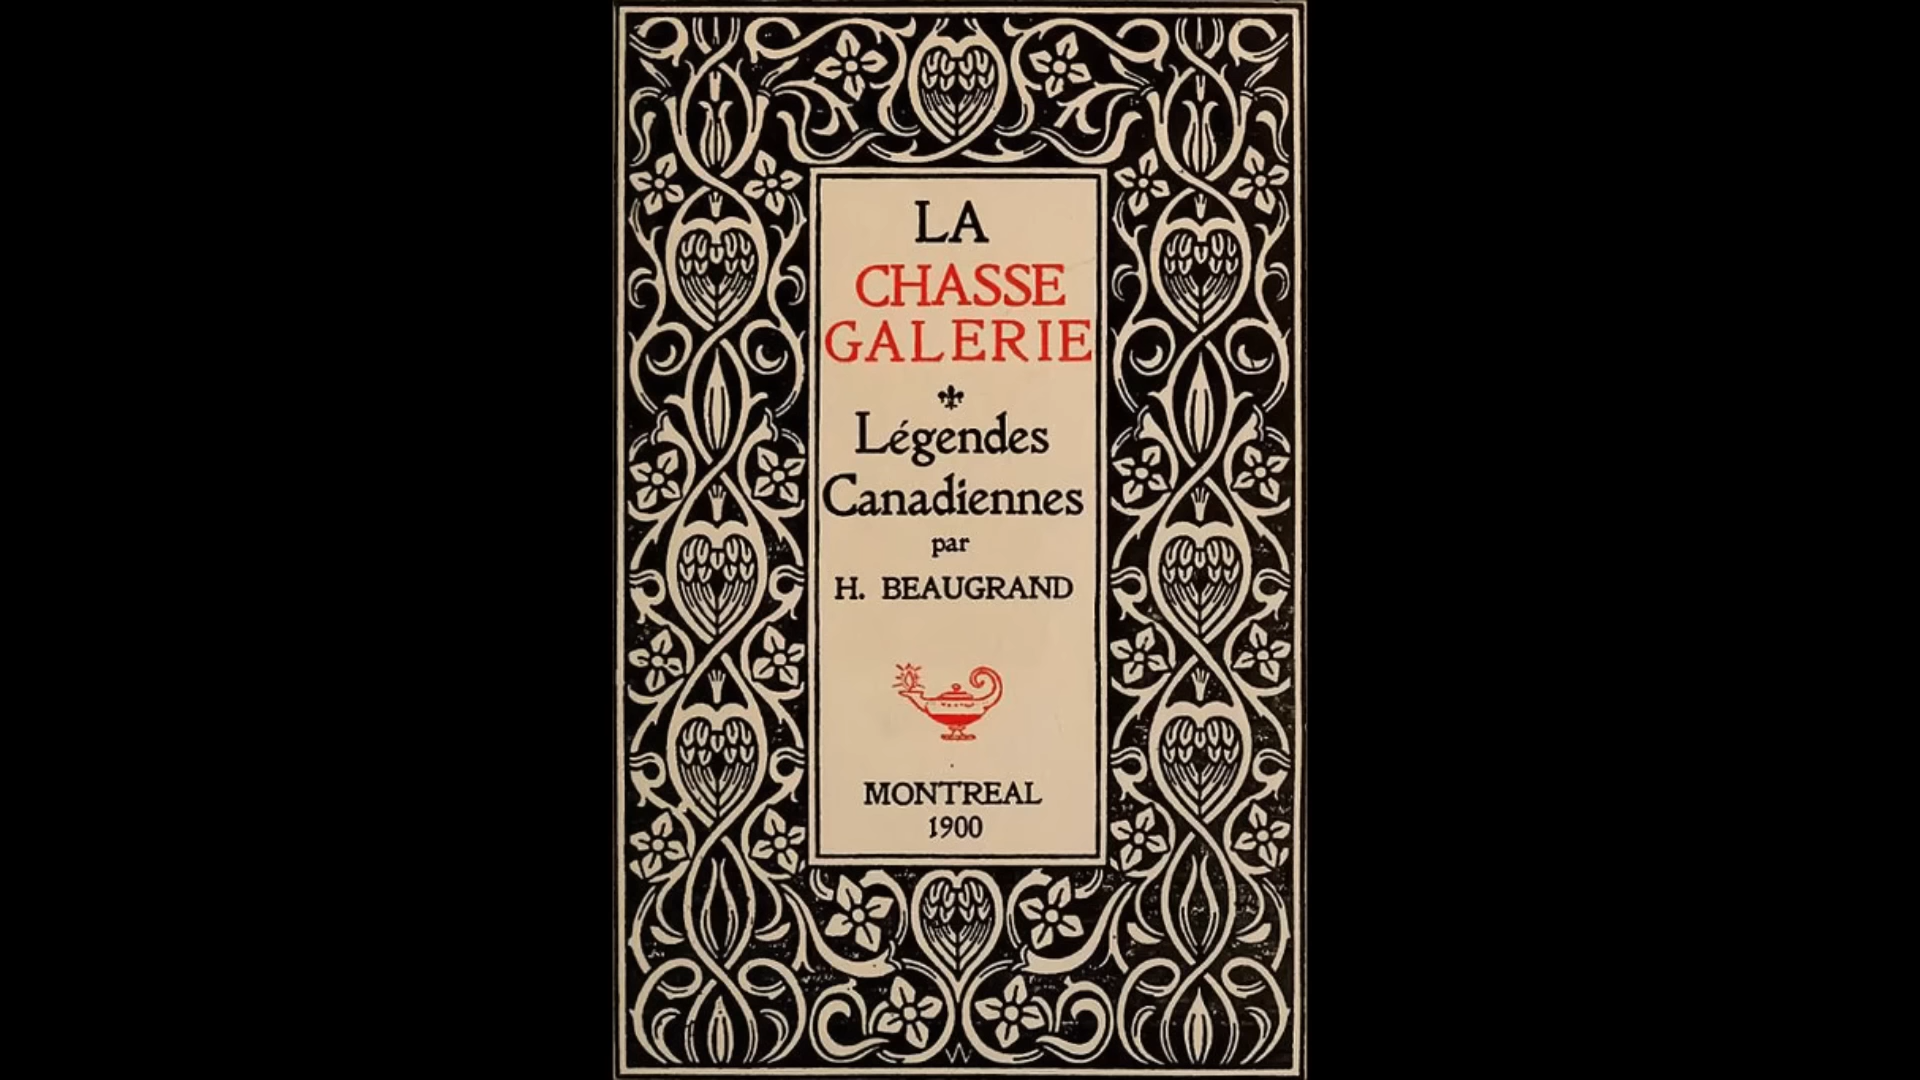 LA
CHASSE
GALERIE
Légendes
Canadiennes
par
H. BEAUGRAND
MONTREAL
1900
W